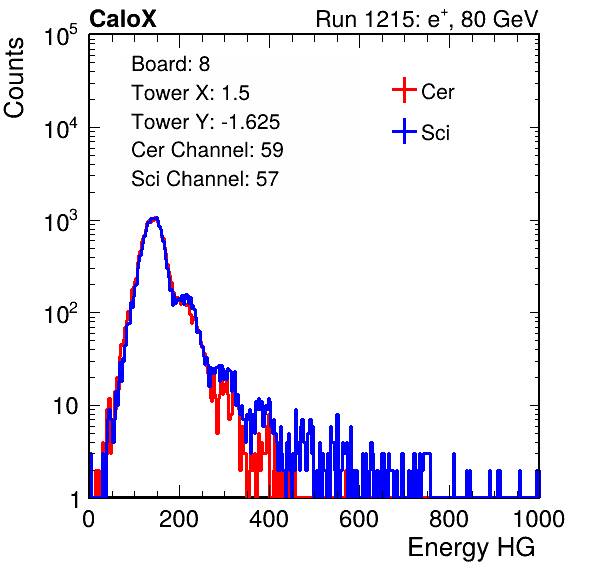 CaloX Run 1215: e⁺, 80 GeV
Counts
10⁵
10⁴
10³
10²
10
1
Board: 8
Tower X: 1.5
Tower Y: -1.625
Cer Channel: 59
Sci Channel: 57
Cer
Sci
0 200 400 600 800 1000
Energy HG